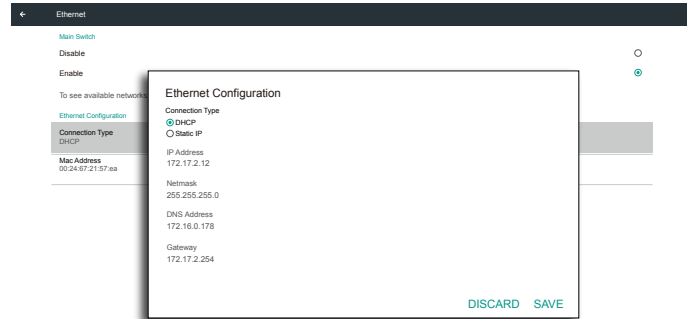 Ethernet
Main Switch
Disable
Enable
To see available networks,
Ethernet Configuration
Connection Type
DHCP
Mac Address
00:24:67:21:57:ea
Ethernet Configuration
Connection Type
DHCP
Static IP
IP Address
172.17.2.12
Netmask
255.255.255.0
DNS Address
172.16.0.178
Gateway
172.17.2.254
DISCARD SAVE